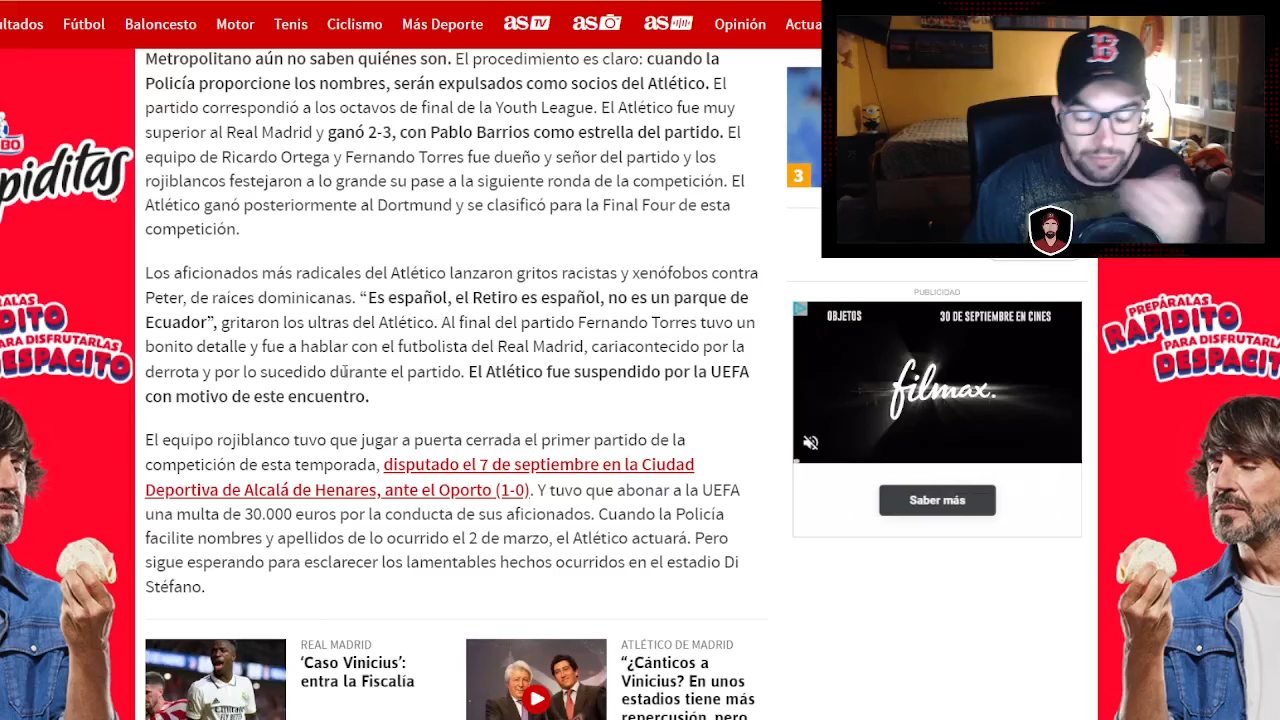 ultados Fútbol Baloncesto Motor Tenis Ciclismo Más Deporte as TV as as Opinión Actua
Metropolitano aún no saben quiénes son. El procedimiento es claro: cuando la
Policía proporcione los nombres, serán expulsados como socios del Atlético. El
partido correspondió a los octavos de final de la Youth League. El Atlético fue muy
superior al Real Madrid y ganó 2-3, con Pablo Barrios como estrella del partido. El
equipo de Ricardo Ortega y Fernando Torres fue dueño y señor del partido y los
rojiblancos festejaron a lo grande su pase a la siguiente ronda de la competición. El
Atlético ganó posteriormente al Dortmund y se clasificó para la Final Four de esta
competición.
Los aficionados más radicales del Atlético lanzaron gritos racistas y xenófobos contra
Peter, de raíces dominicanas. “Es español, el Retiro es español, no es un parque de
Ecuador”, gritaron los ultras del Atlético. Al final del partido Fernando Torres tuvo un
bonito detalle y fue a hablar con el futbolista del Real Madrid, cariacontecido por la
derrota y por lo sucedido durante el partido. El Atlético fue suspendido por la UEFA
con motivo de este encuentro.
El equipo rojiblanco tuvo que jugar a puerta cerrada el primer partido de la
competición de esta temporada, disputado el 7 de septiembre en la Ciudad
Deportiva de Alcalá de Henares, ante el Oporto (1-0). Y tuvo que abonar a la UEFA
una multa de 30.000 euros por la conducta de sus aficionados. Cuando la Policía
facilite nombres y apellidos de lo ocurrido el 2 de marzo, el Atlético actuará. Pero
sigue esperando para esclarecer los lamentables hechos ocurridos en el estadio Di
Stéfano.
REAL MADRID
‘Caso Vinicius’:
entra la Fiscalía
ATLÉTICO DE MADRID
“¿Cánticos a
Vinicius? En unos
estadios tiene más
repercusión, pero
3
B
PUBLICIDAD
OBJETOS 30 DE SEPTIEMBRE EN CINES
filmax.
Saber más
BO
piditas
PREPÁRALAS
RÁPIDITO
PARA DISFRUTARLAS
DESPACITO
ÁRALAS
DITO
ARA DISFRUTARLAS
ESPACITO